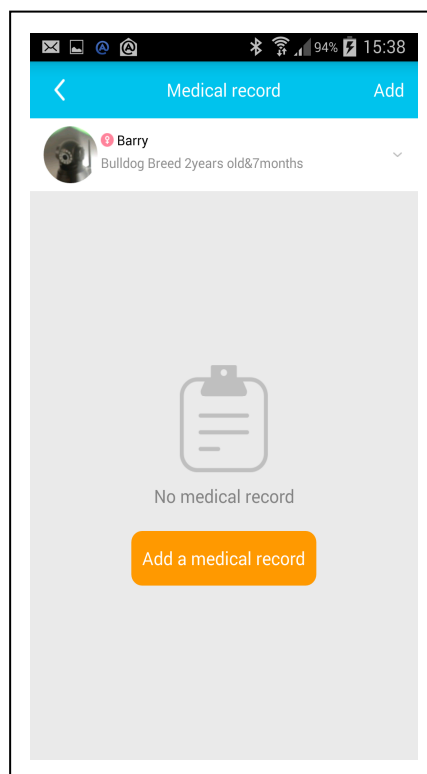 94% 15:38
Medical record Add
Barry
Bulldog Breed 2years old&7months
No medical record
Add a medical record